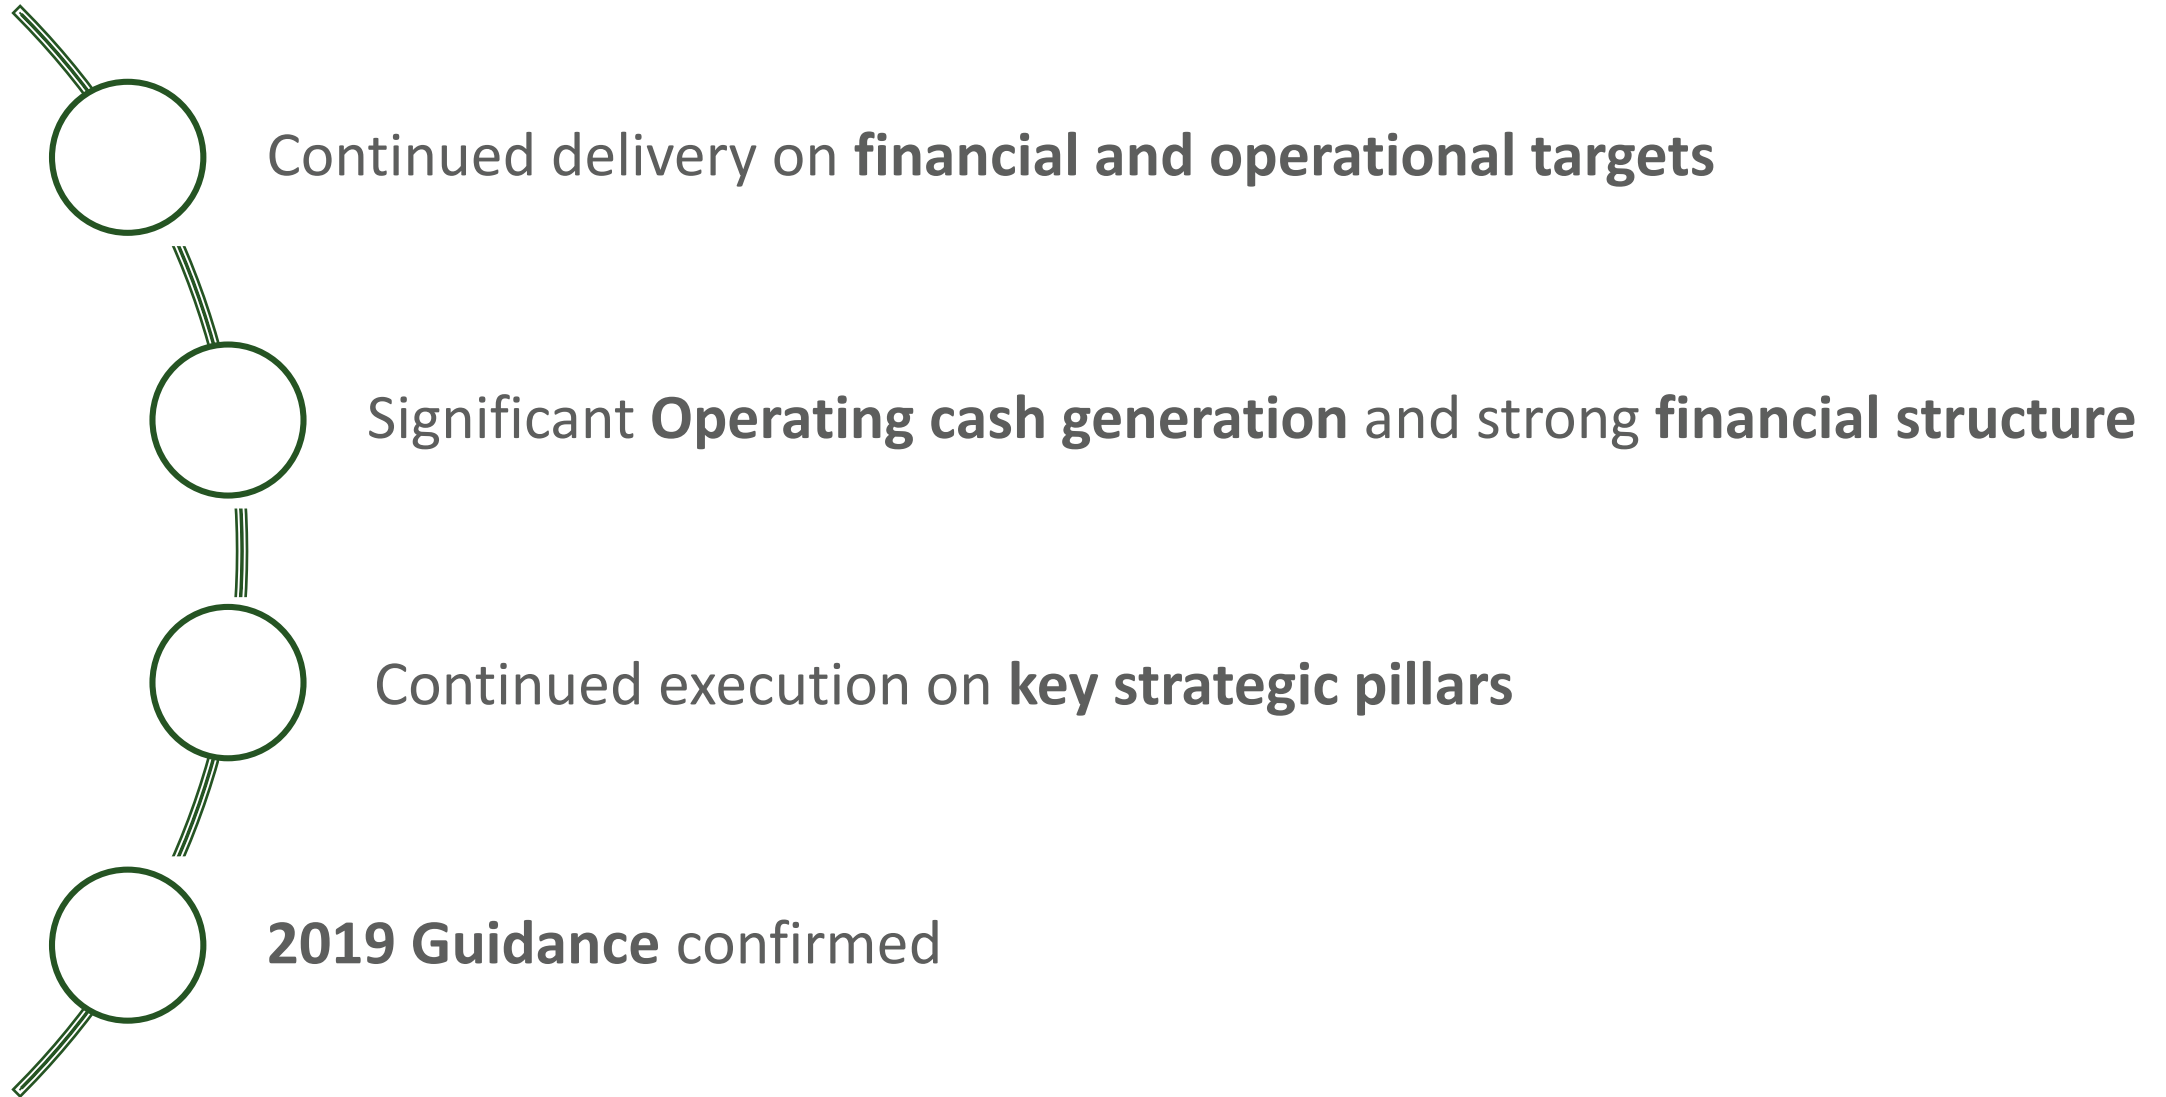 Continued delivery on financial and operational targets
Significant Operating cash generation and strong financial structure
Continued execution on key strategic pillars
2019 Guidance confirmed